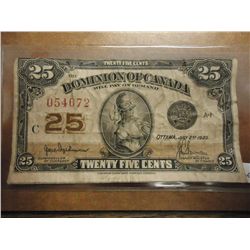 TWENTY FIVE CENTS
25 THE 25
DOMINION OF CANADA
WILL PAY ON DEMAND
054672
C 25
OTTAWA, JULY 2ND 1923.
25 TWENTY FIVE CENTS 25